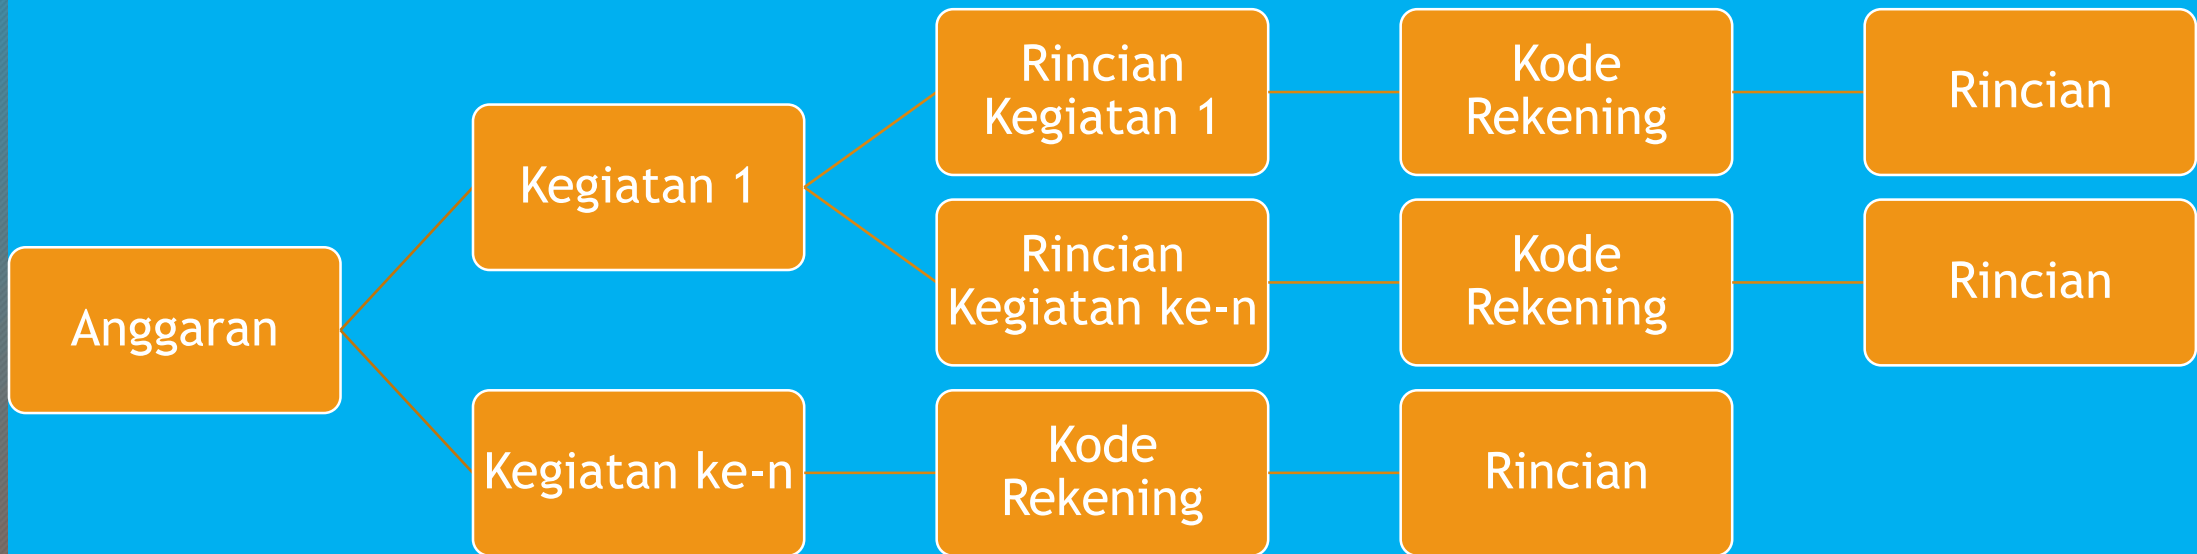 Anggaran
Kegiatan 1
Rincian
Kegiatan 1
Kode
Rekening
Rincian
Rincian
Kegiatan ke-n
Kode
Rekening
Rincian
Kegiatan ke-n
Kode
Rekening
Rincian